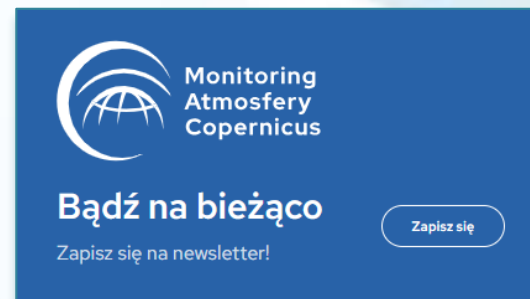 Monitoring
Atmosfery
Copernicus
Bądź na bieżąco
Zapisz się na newsletter!
Zapisz się